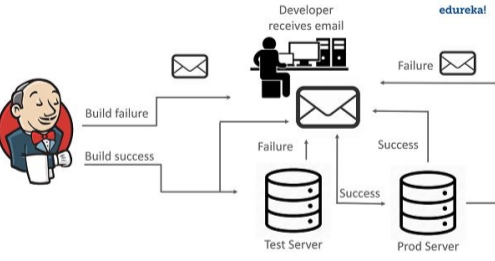 Developer
receives email
edureka!
Failure
Build failure
Build success
Failure
Success
Success
Test Server
Prod Server